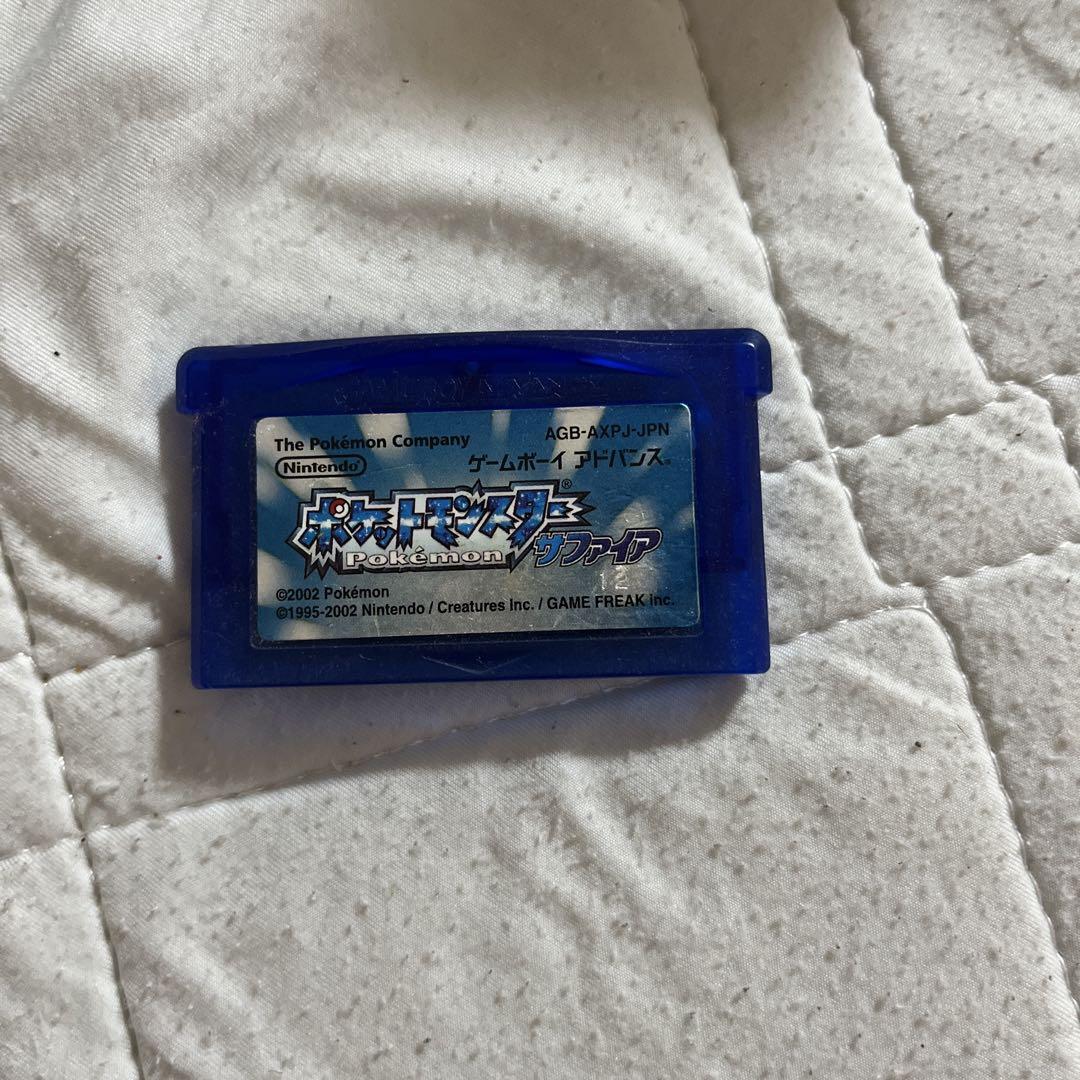 The Pokémon Company
AGB-AXPJ-JPN
Nintendo
ゲームボーイ アドバンス
ポケットモンスター®
Pokémon
サファイア
©2002 Pokémon
©1995-2002 Nintendo / Creatures Inc. / GAME FREAK inc.